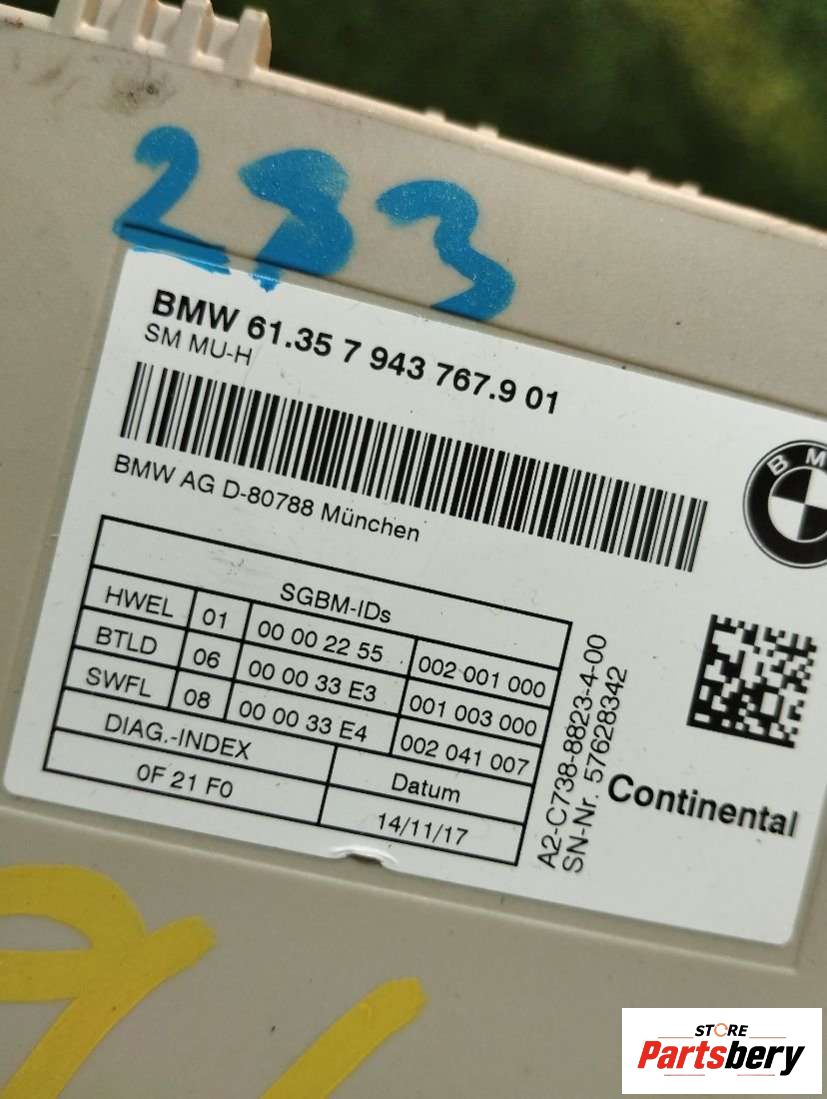 283
BMW 61.35 7 943 767.9 01
SM MU-H
BMW AG D-80788 München
BM
SGBM-IDs
HWEL 01 00 00 22 55 002 001 000
BTLD 06 00 00 33 E3 001 003 000
SWFL 08 00 00 33 E4 002 041 007
DIAG.-INDEX Datum
0F 21 F0 14/11/17
A2-C738-8823-4-00
SN-Nr. 57628342
Continental
STORE
Partsbery